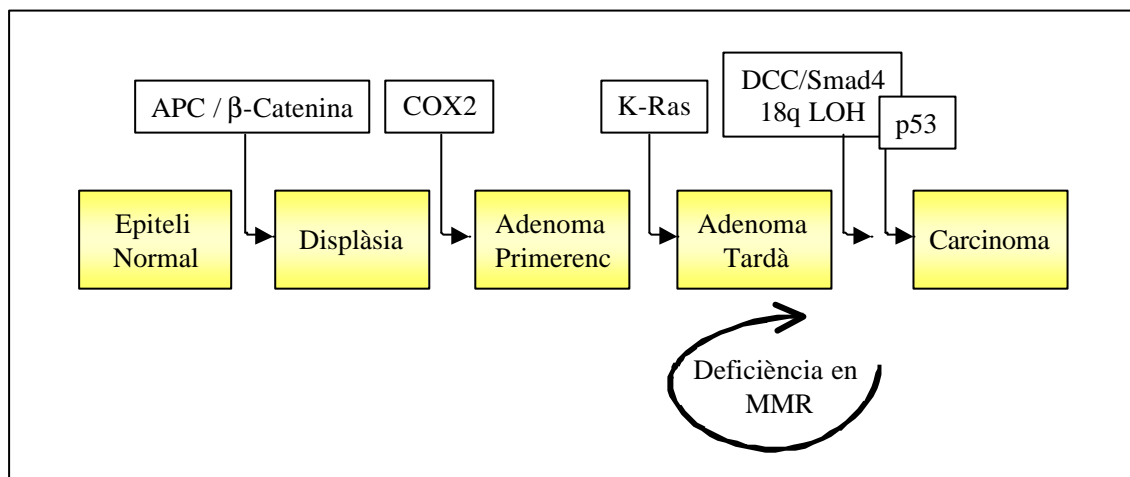 APC / β-Catenina
COX2
K-Ras
DCC/Smad4
18q LOH
p53
Epiteli
Normal
Displàsia
Adenoma
Primerenc
Adenoma
Tardà
Carcinoma
Deficiència en
MMR